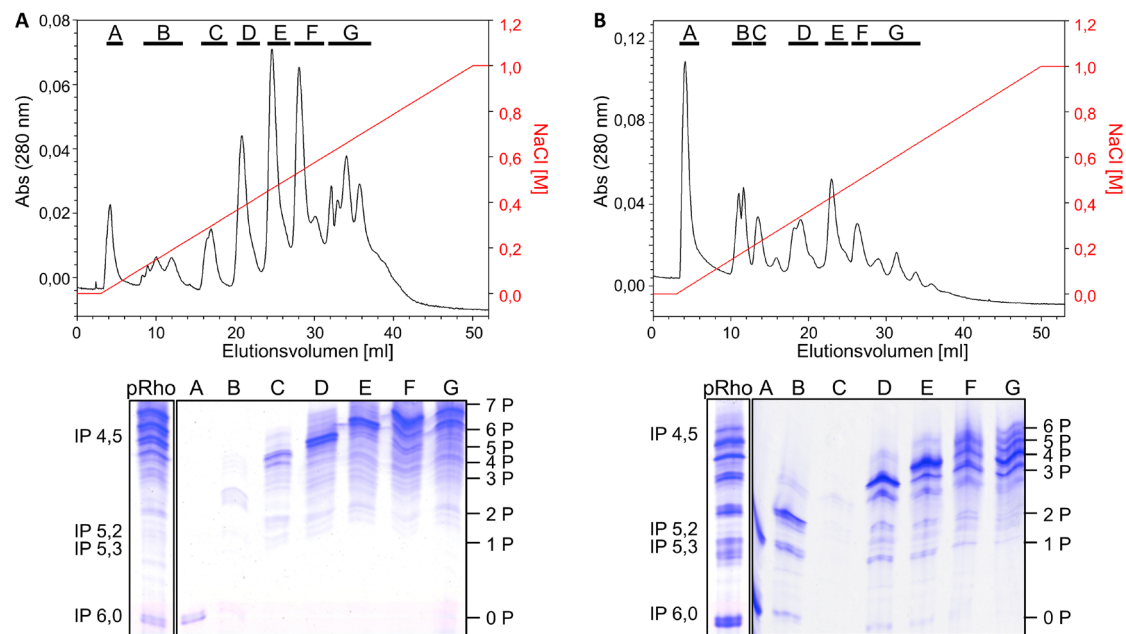 A
A B C D E F G
0,08
0,06
0,04
0,02
0,00
Abs (280 nm)
1,2
1,0
0,8
0,6
0,4
0,2
0,0
NaCl [M]
0 10 20 30 40 50
Elutionsvolumen [ml]
B
A B C D E F G
0,12
0,08
0,04
0,00
Abs (280 nm)
1,2
1,0
0,8
0,6
0,4
0,2
0,0
NaCl [M]
0 10 20 30 40 50
Elutionsvolumen [ml]
pRho A B C D E F G
IP 4,5
IP 5,2
IP 5,3
IP 6,0
7 P
6 P
5 P
4 P
3 P
2 P
1 P
0 P
pRho A B C D E F G
IP 4,5
IP 5,2
IP 5,3
IP 6,0
6 P
5 P
4 P
3 P
2 P
1 P
0 P